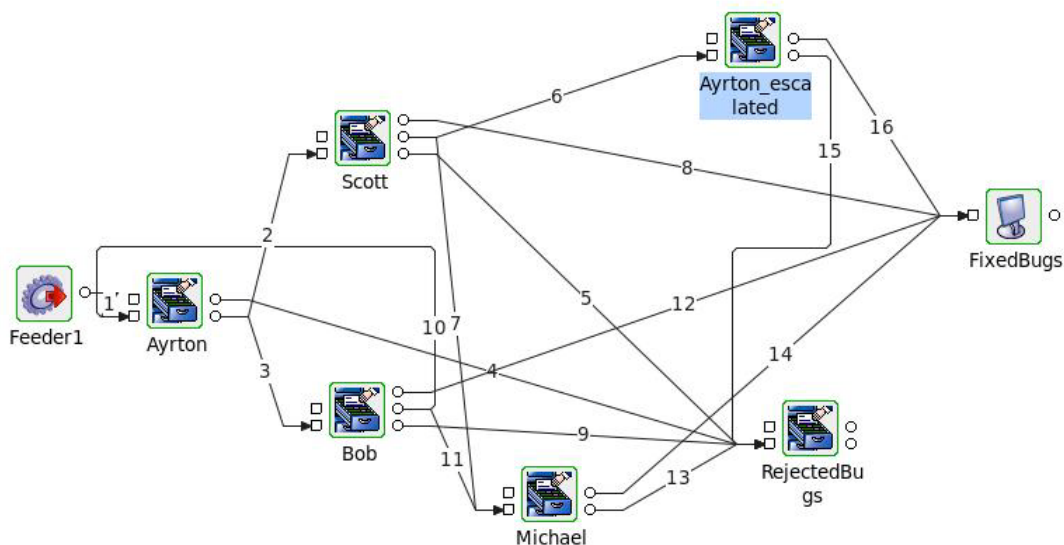 Ayrton_esca
lated
6
16
15
8
Scott
2
FixedBugs
1
Feeder1
Ayrton
5
12
10
7
14
3
4
9
Bob
11
13
RejectedBu
gs
Michael